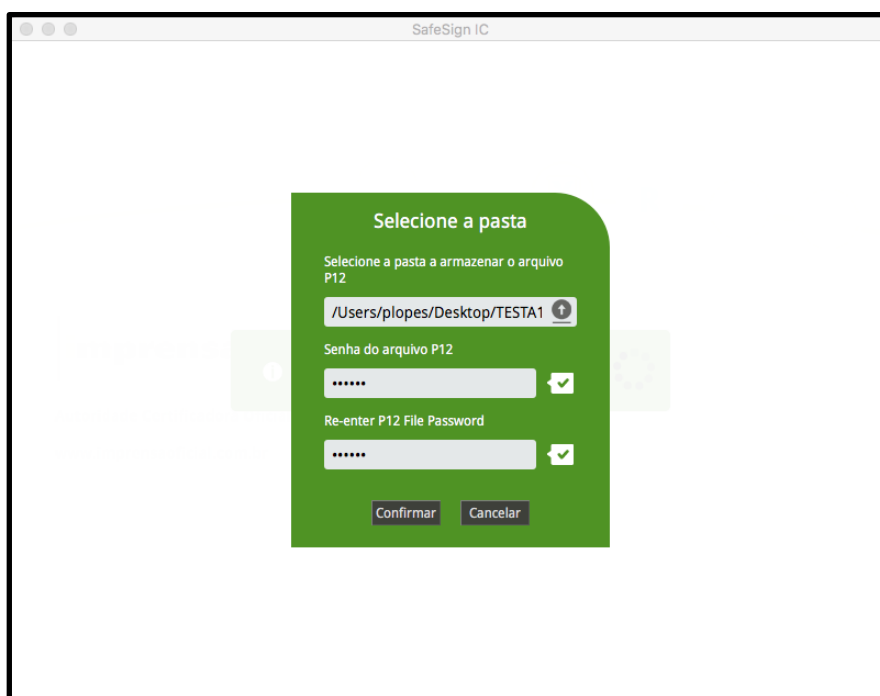 SafeSign IC
Selecione a pasta
Selecione a pasta a armazenar o arquivo
P12
/Users/plopes/Desktop/TESTA1
Senha do arquivo P12
••••••
Re-enter P12 File Password
••••••
Confirmar Cancelar